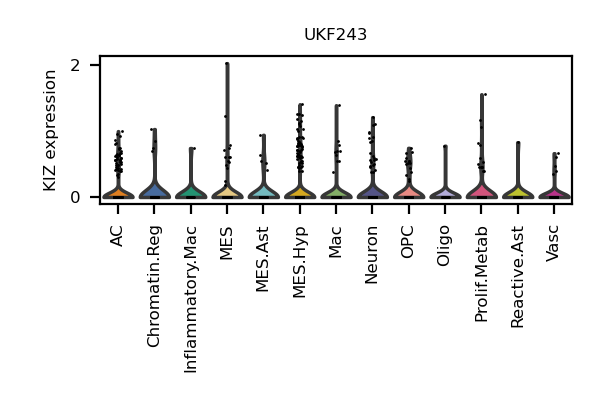 UKF243
KIZ expression
2
0
AC
Chromatin.Reg
Inflammatory.Mac
MES
MES.Ast
MES.Hyp
Mac
Neuron
OPC
Oligo
Prolif.Metab
Reactive.Ast
Vasc